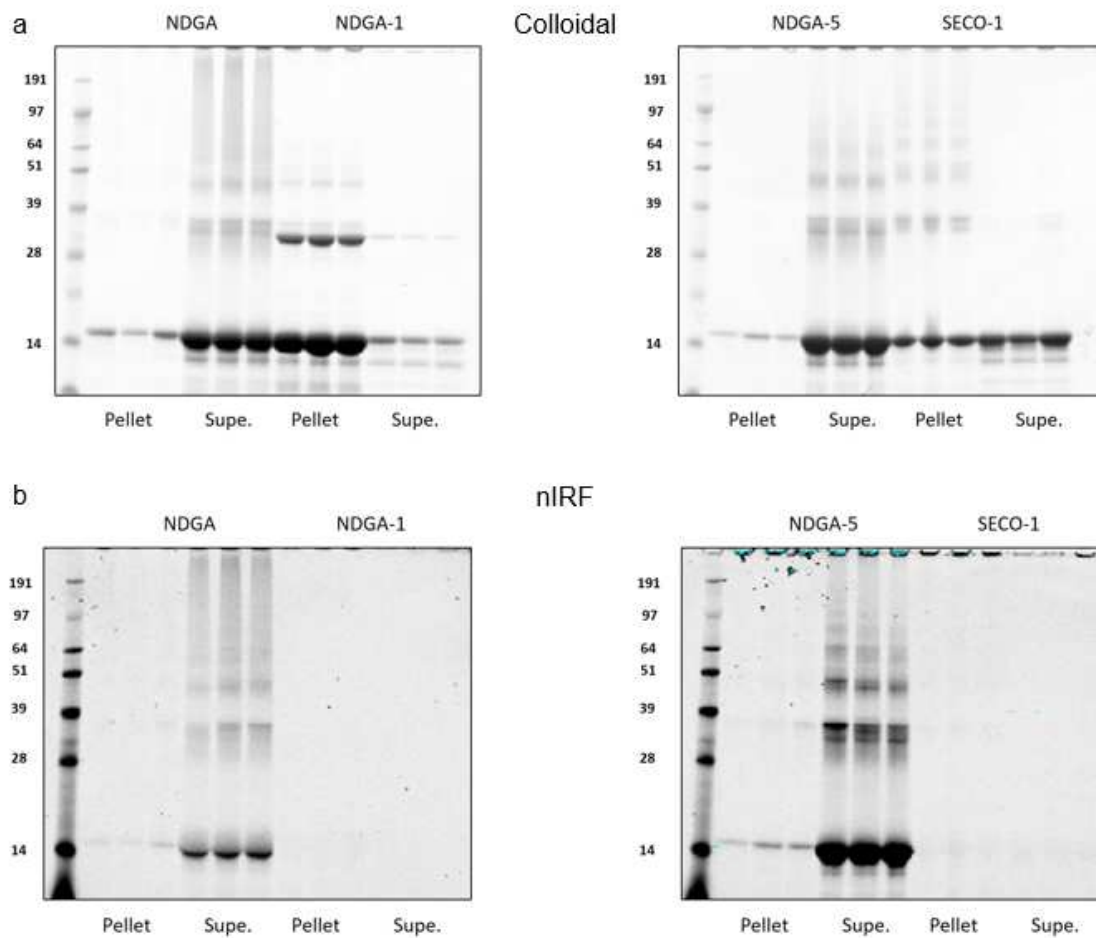 a Colloidal
NDGA NDGA-1 NDGA-5 SECO-1
191 191
97 97
64 64
51 51
39 39
28 28
14 14
Pellet Supe. Pellet Supe. Pellet Supe. Pellet Supe.
b nIRF
NDGA NDGA-1 NDGA-5 SECO-1
191 191
97 97
64 64
51 51
39 39
28 28
14 14
Pellet Supe. Pellet Supe. Pellet Supe. Pellet Supe.